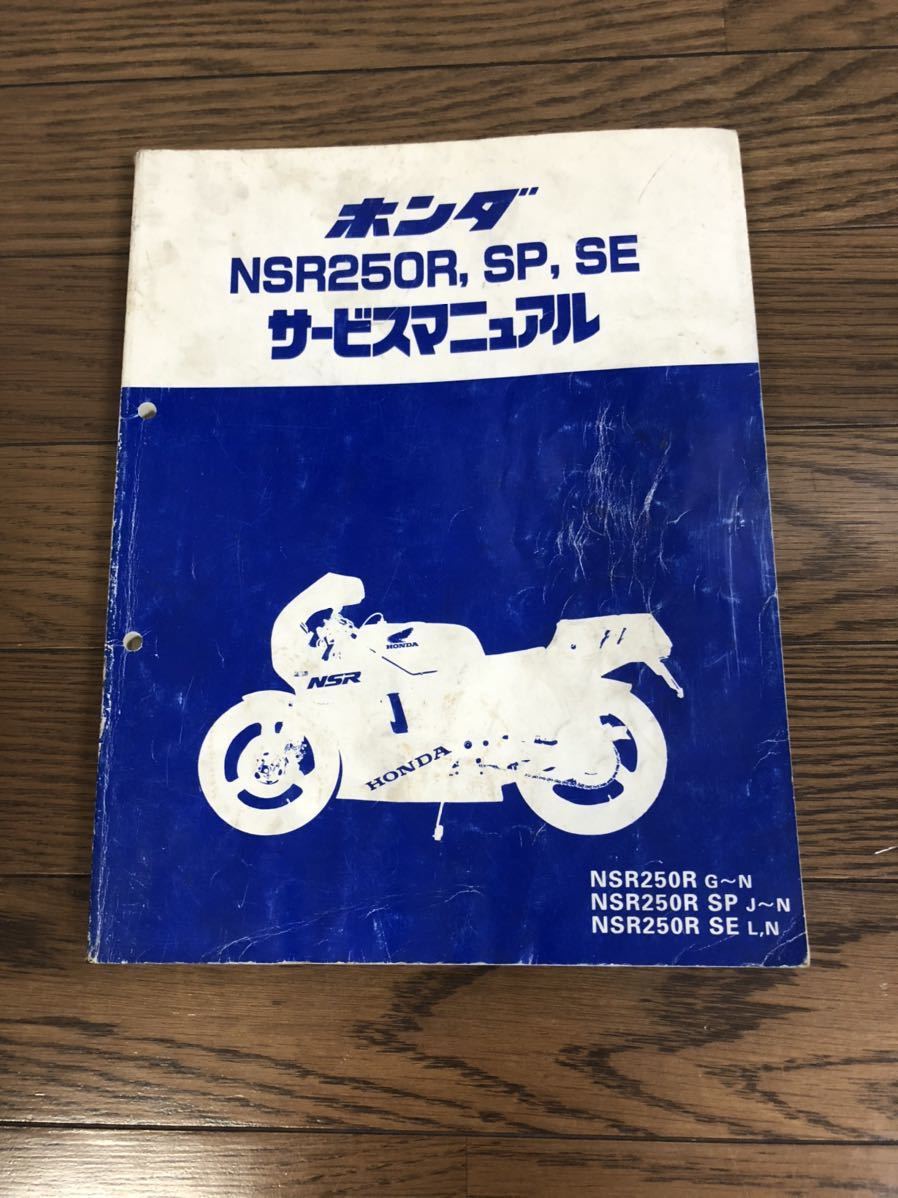 ホンダ
NSR250R, SP, SE
サービスマニュアル
HONDA
NSR
HONDA
NSR250R G〜N
NSR250R SP J〜N
NSR250R SE L,N